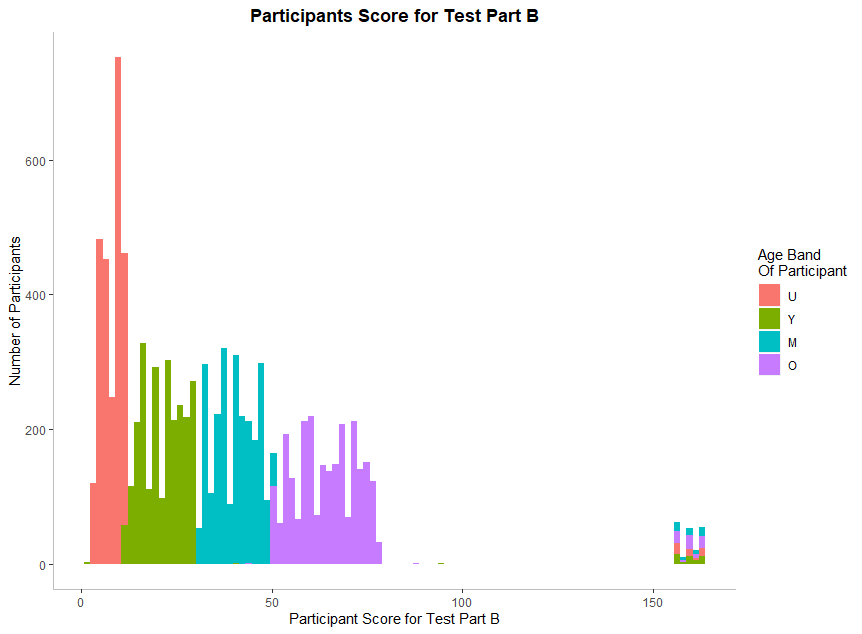 Participants Score for Test Part B
Number of Participants
600
400
200
0
0
50
100
150
Participant Score for Test Part B
Age Band
Of Participant
U
Y
M
O